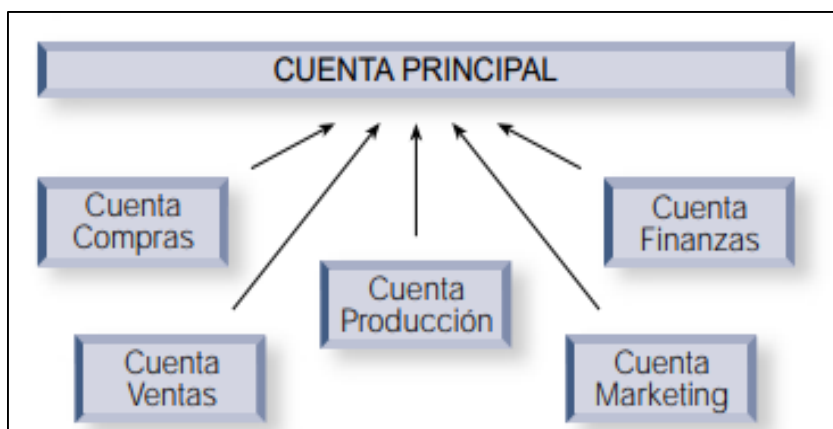 CUENTA PRINCIPAL
Cuenta
Compras
Cuenta
Finanzas
Cuenta
Producción
Cuenta
Ventas
Cuenta
Marketing